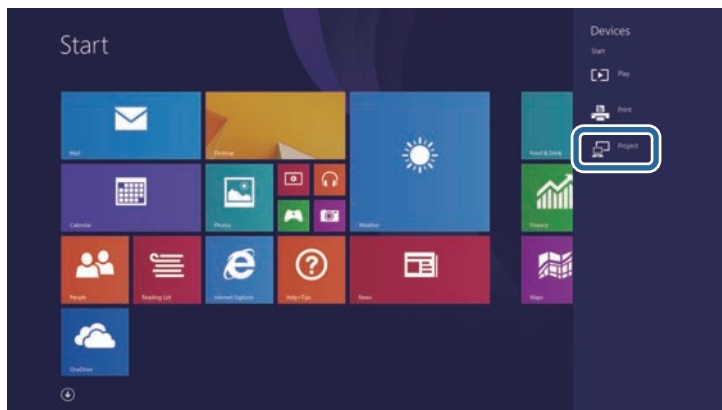 Start
Mail
Desktop
Weather
Food & Drink
Calendar
Photos
Finance
People
Reading List
Internet Explorer
Help+Tips
News
Maps
OneDrive
Devices
Start
Play
Print
Project